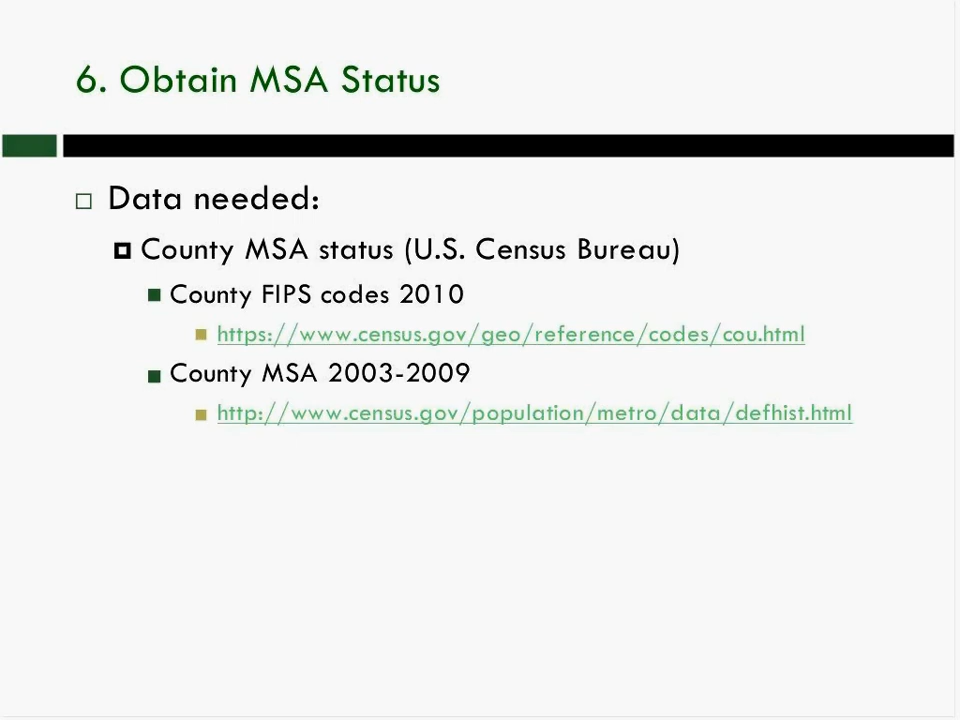 6. Obtain MSA Status
Data needed:
County MSA status (U.S. Census Bureau)
County FIPS codes 2010
https://www.census.gov/geo/reference/codes/cou.html
County MSA 2003-2009
http://www.census.gov/population/metro/data/defhist.html